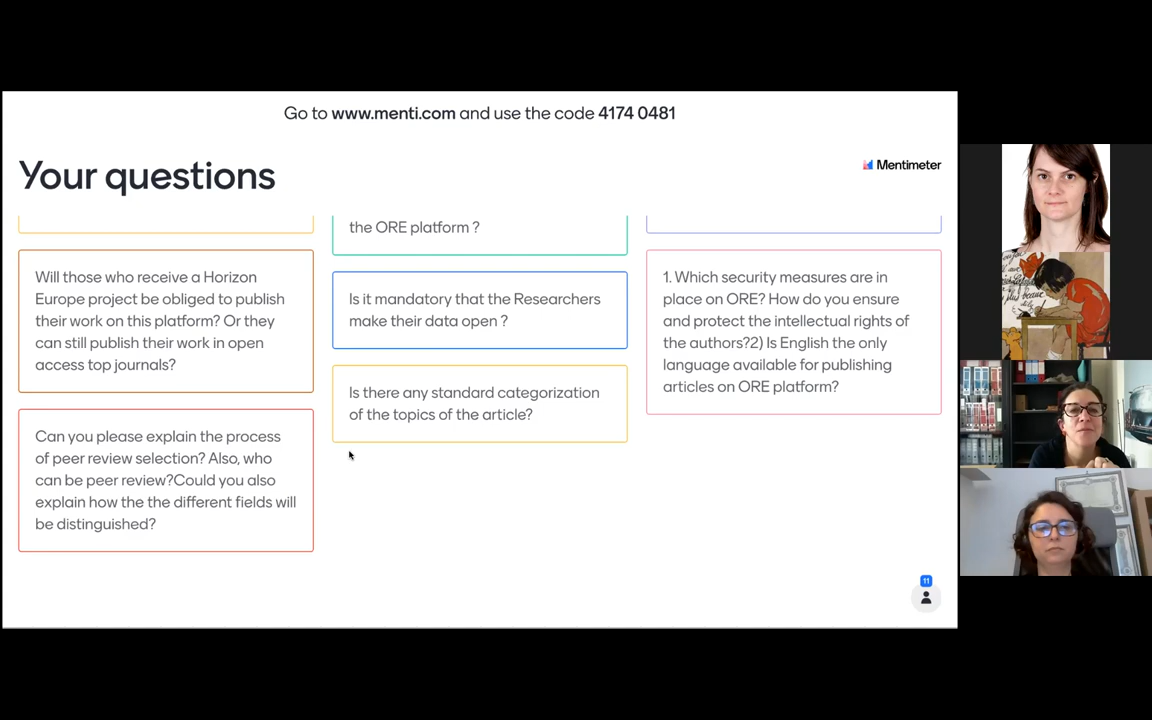 Go to www.menti.com and use the code 4174 0481
Your questions
Mentimeter
the ORE platform ?
Will those who receive a Horizon
Europe project be obliged to publish
their work on this platform? Or they
can still publish their work in open
access top journals?
Can you please explain the process
of peer review selection? Also, who
can be peer review?Could you also
explain how the the different fields will
be distinguished?
Is it mandatory that the Researchers
make their data open ?
Is there any standard categorization
of the topics of the article?
1. Which security measures are in
place on ORE? How do you ensure
and protect the intellectual rights of
the authors?2) Is English the only
language available for publishing
articles on ORE platform?
11